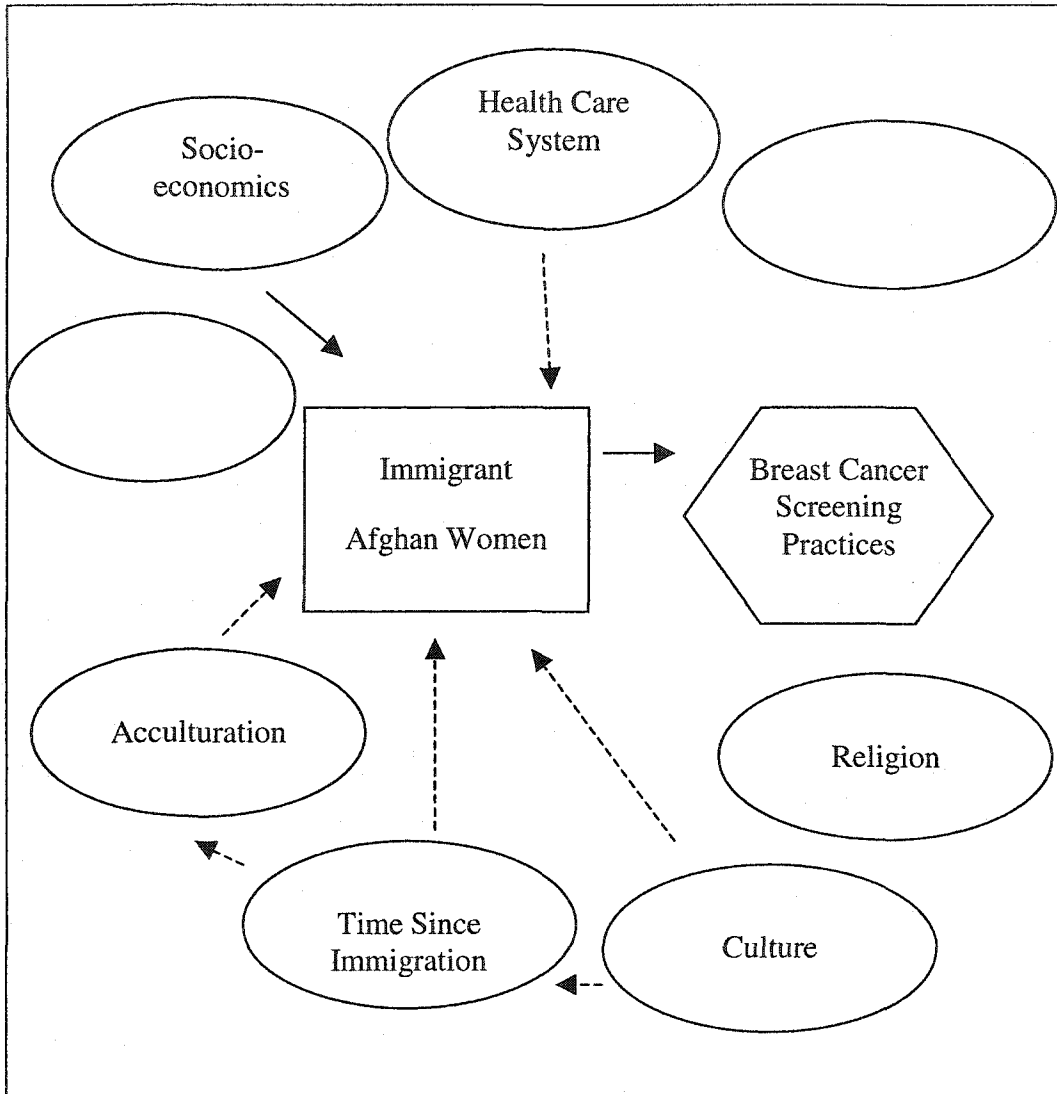 Health Care
System
Socio-
economics
Immigrant
Afghan Women
Breast Cancer
Screening
Practices
Acculturation
Religion
Time Since
Immigration
Culture